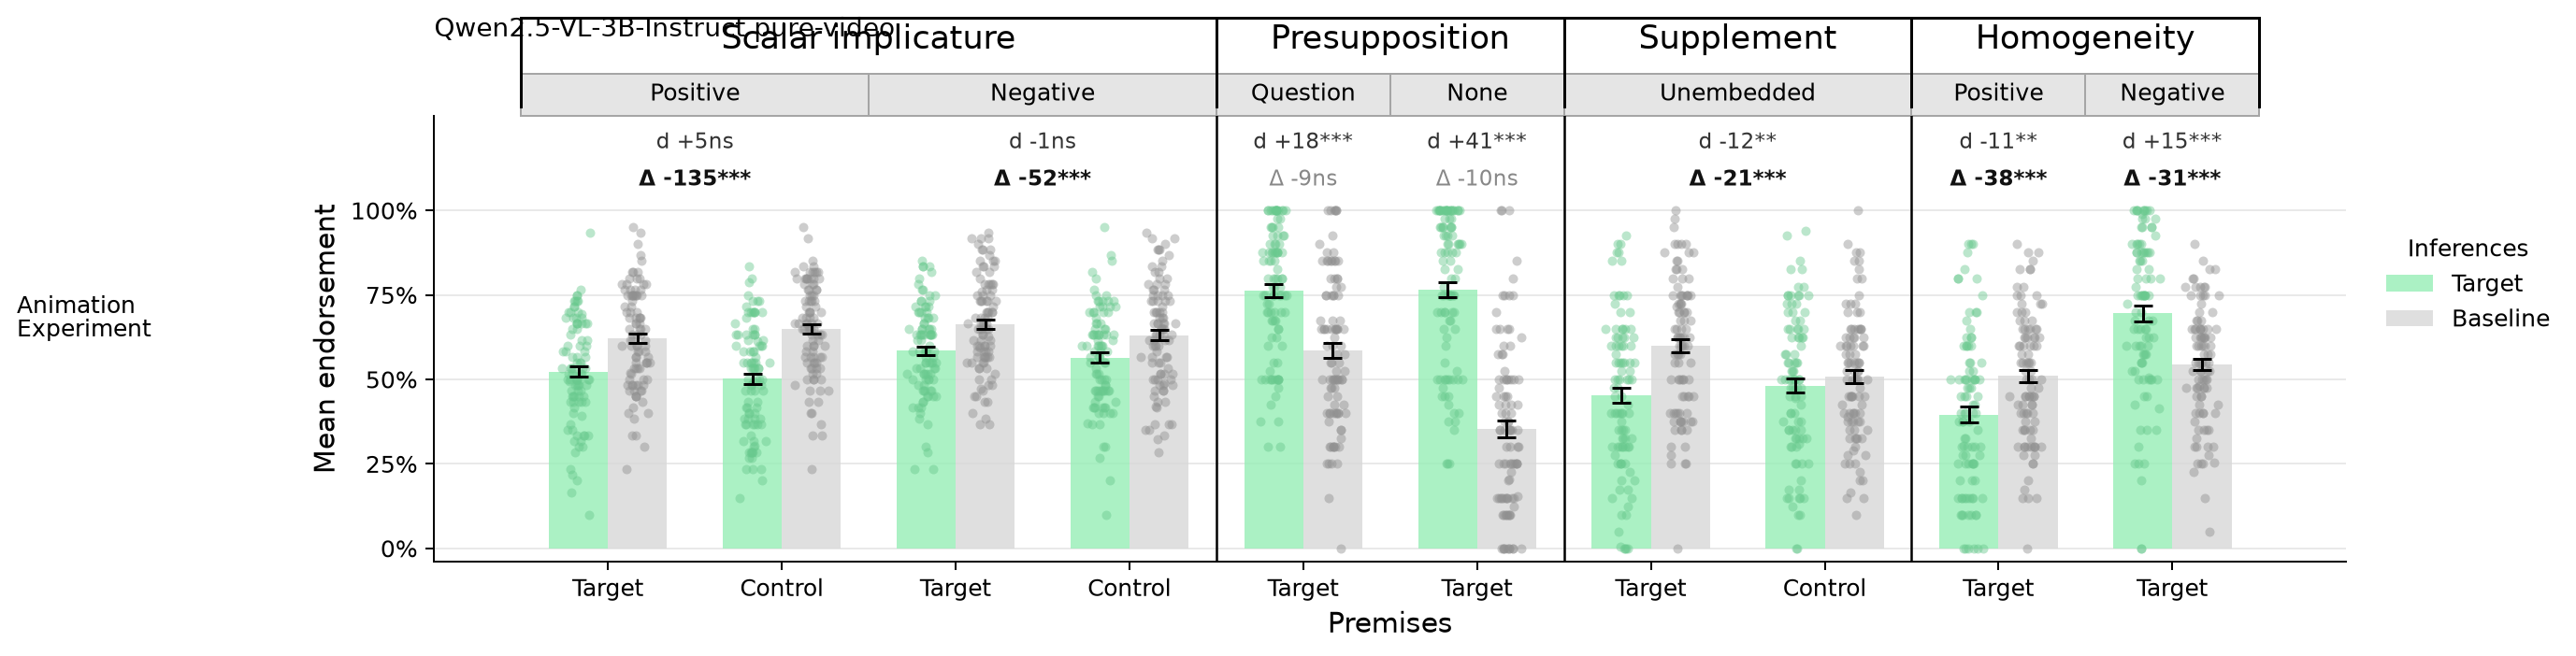 Qwen2.5-VL-3B-Instruct pure-video
Scalar implicature Presupposition Supplement Homogeneity
Positive Negative Question None Unembedded Positive Negative
d +5ns d -1ns d +18*** d +41*** d -12** d -11** d +15***
Δ -135*** Δ -52*** Δ -9ns Δ -10ns Δ -21*** Δ -38*** Δ -31***
Animation
Experiment
Mean endorsement
100%
75%
50%
25%
0%
Target Control Target Control Target Target Target Control Target Target
Premises
Inferences
Target
Baseline